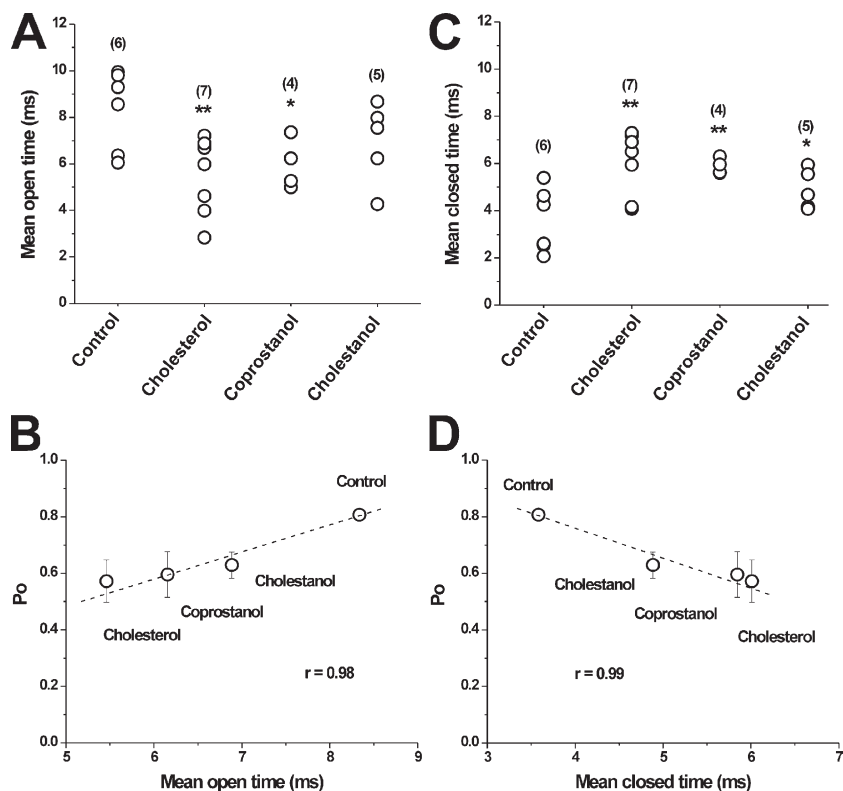 A
12
10
8
6
4
2
0
Mean open time (ms)
(6)
(7)
**
(4)
*
(5)
Control
Cholesterol
Coprostanol
Cholestanol
C
12
10
8
6
4
2
0
Mean closed time (ms)
(6)
(7)
**
(4)
**
(5)
*
Control
Cholesterol
Coprostanol
Cholestanol
B
1.0
0.8
0.6
0.4
0.2
0.0
Po
Control
Cholestanol
Coprostanol
Cholesterol
r = 0.98
5 6 7 8 9
Mean open time (ms)
D
1.0
0.8
0.6
0.4
0.2
0.0
Po
Control
Cholestanol
Coprostanol
Cholesterol
r = 0.99
3 4 5 6 7
Mean closed time (ms)